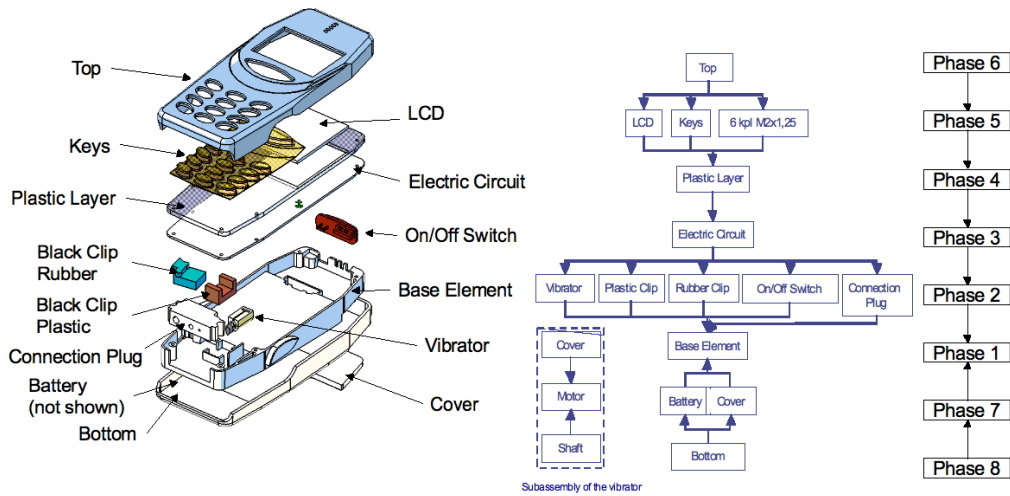 Top
LCD
Keys
Electric Circuit
Plastic Layer
On/Off Switch
Black Clip
Rubber
Base Element
Black Clip
Plastic
Connection Plug
Vibrator
Battery
(not shown)
Cover
Bottom
Top
LCD
Keys
6 kpl M2x1,25
Plastic Layer
Electric Circuit
Vibrator
Plastic Clip
Rubber Clip
On/Off Switch
Connection
Plug
Base Element
Battery
Cover
Bottom
Cover
Motor
Shaft
Subassembly of the vibrator
Phase 6
Phase 5
Phase 4
Phase 3
Phase 2
Phase 1
Phase 7
Phase 8